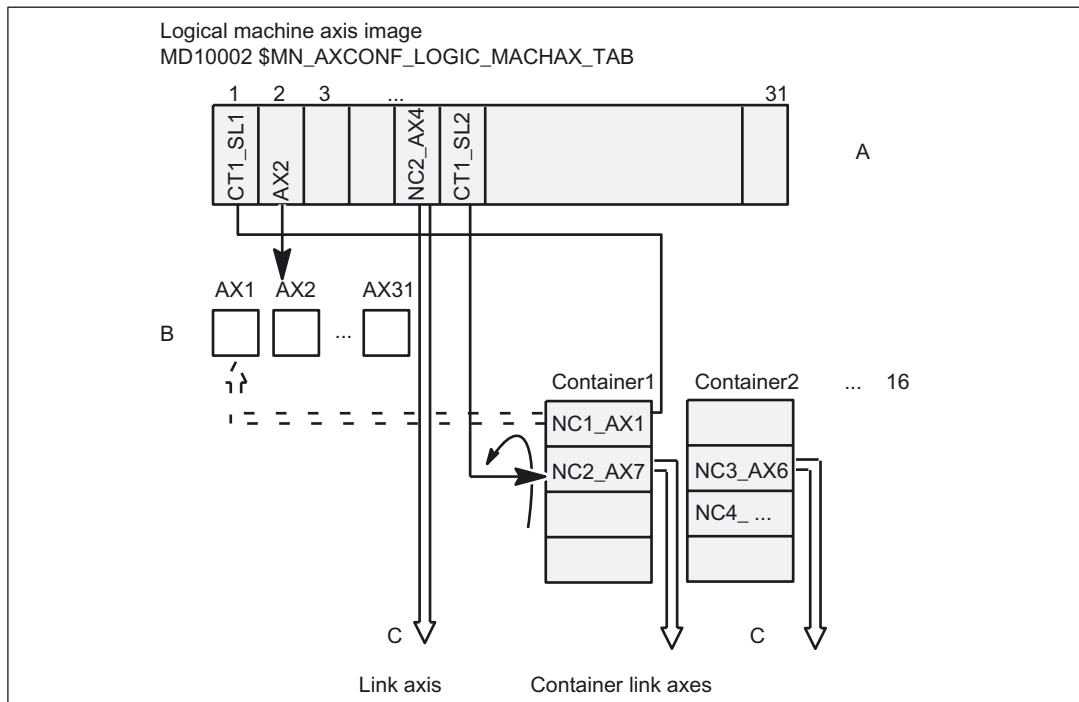 Logical machine axis image
MD10002 $MN_AXCONF_LOGIC_MACHAX_TAB
1 2 3 ... 31
CT1_SL1
AX2
NC2_AX4
CT1_SL2
A
AX1 AX2 AX31
B ...
Container1 Container2 ... 16
NC1_AX1
NC2_AX7 NC3_AX6
NC4_ ...
C C
Link axis Container link axes